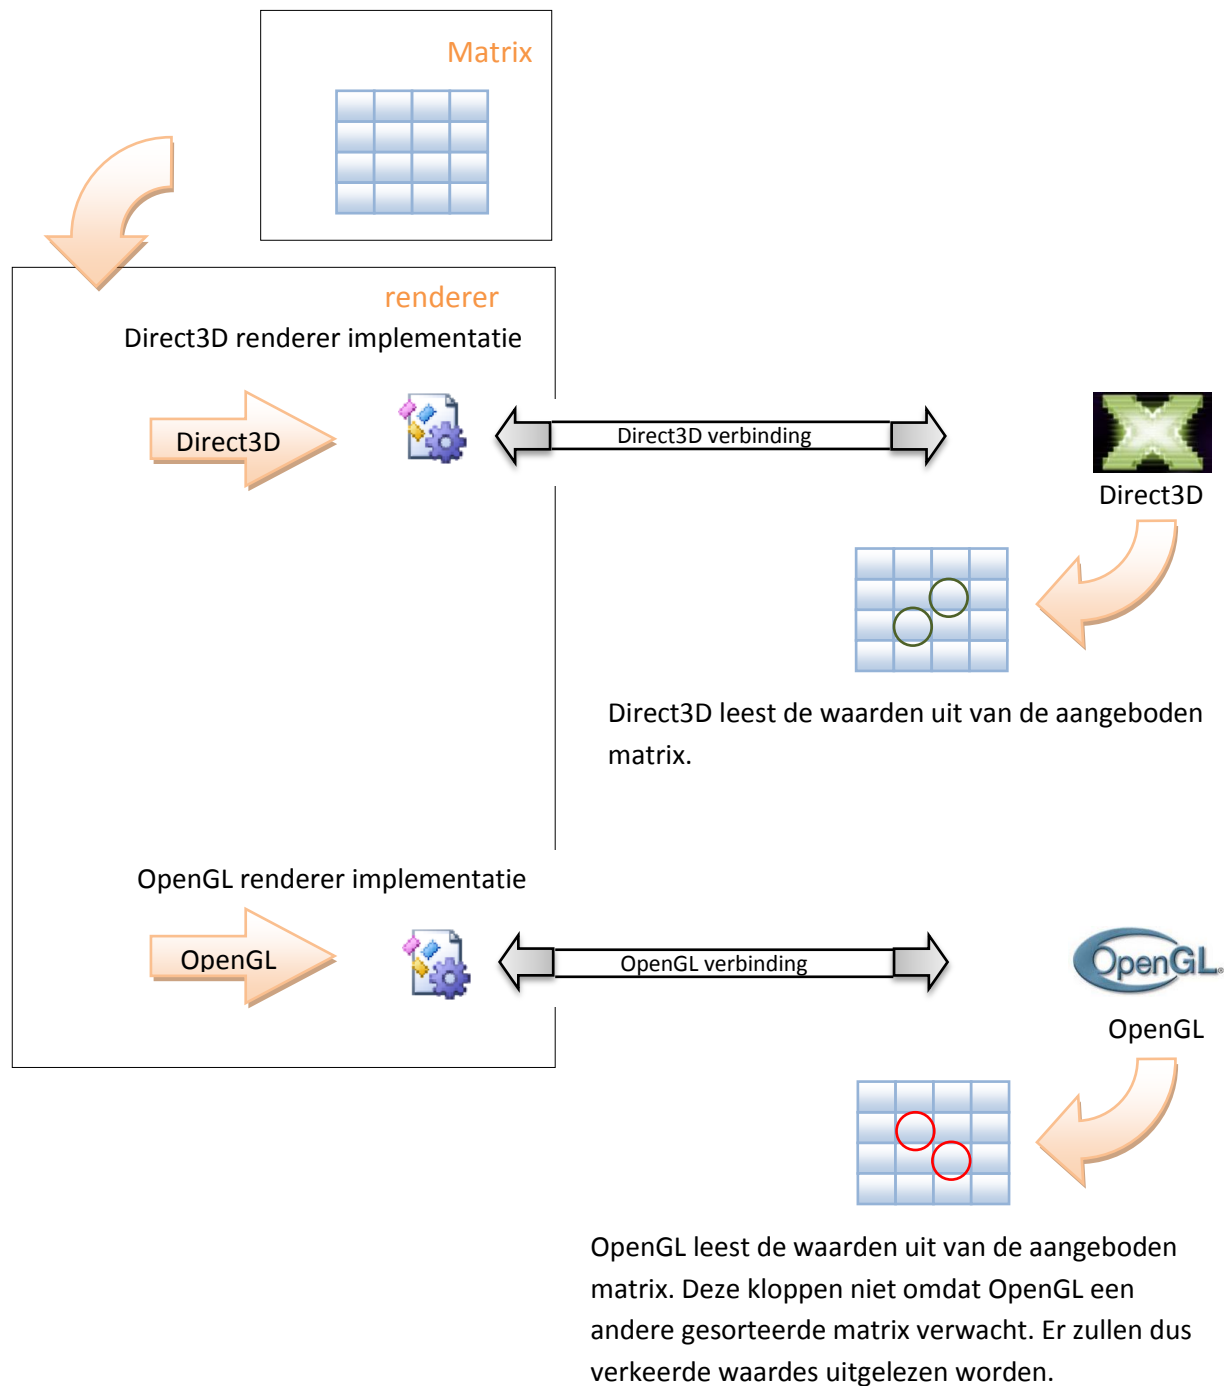 Matrix
renderer
Direct3D renderer implementatie
Direct3D
Direct3D verbinding
Direct3D
Direct3D leest de waarden uit van de aangeboden
matrix.
OpenGL renderer implementatie
OpenGL
OpenGL verbinding
OpenGL®
OpenGL
OpenGL leest de waarden uit van de aangeboden
matrix. Deze kloppen niet omdat OpenGL een
andere gesorteerde matrix verwacht. Er zullen dus
verkeerde waardes uitgelezen worden.